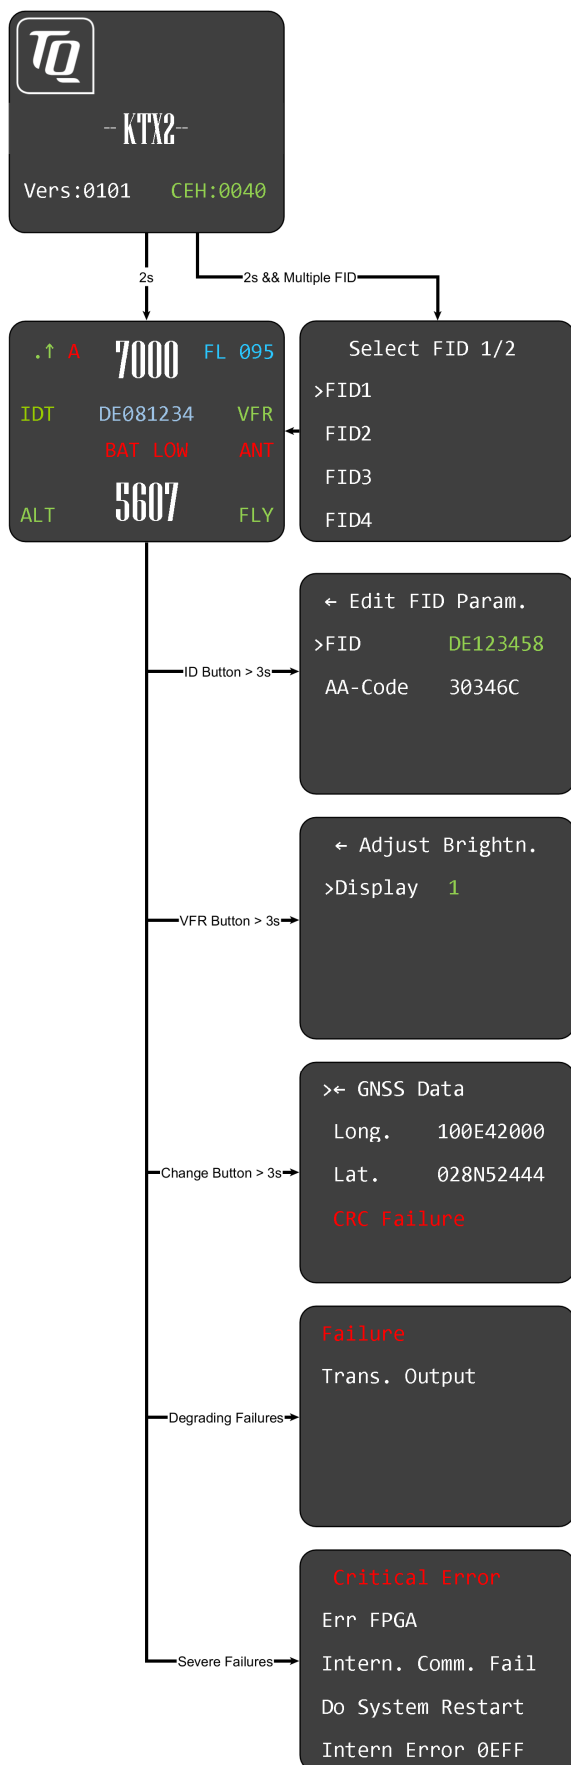 TQ
-- KTX2--
Vers:0101 CEH:0040
2s
2s && Multiple FID
.↑ A 7000 FL 095
IDT DE081234 VFR
BAT LOW ANT
ALT 5607 FLY
Select FID 1/2
>FID1
FID2
FID3
FID4
ID Button > 3s
← Edit FID Param.
>FID DE123458
AA-Code 30346C
VFR Button > 3s
← Adjust Brightn.
>Display 1
Change Button > 3s
>← GNSS Data
Long. 100E42000
Lat. 028N52444
CRC Failure
Degrading Failures
Failure
Trans. Output
Severe Failures
Critical Error
Err FPGA
Intern. Comm. Fail
Do System Restart
Intern Error 0EFF